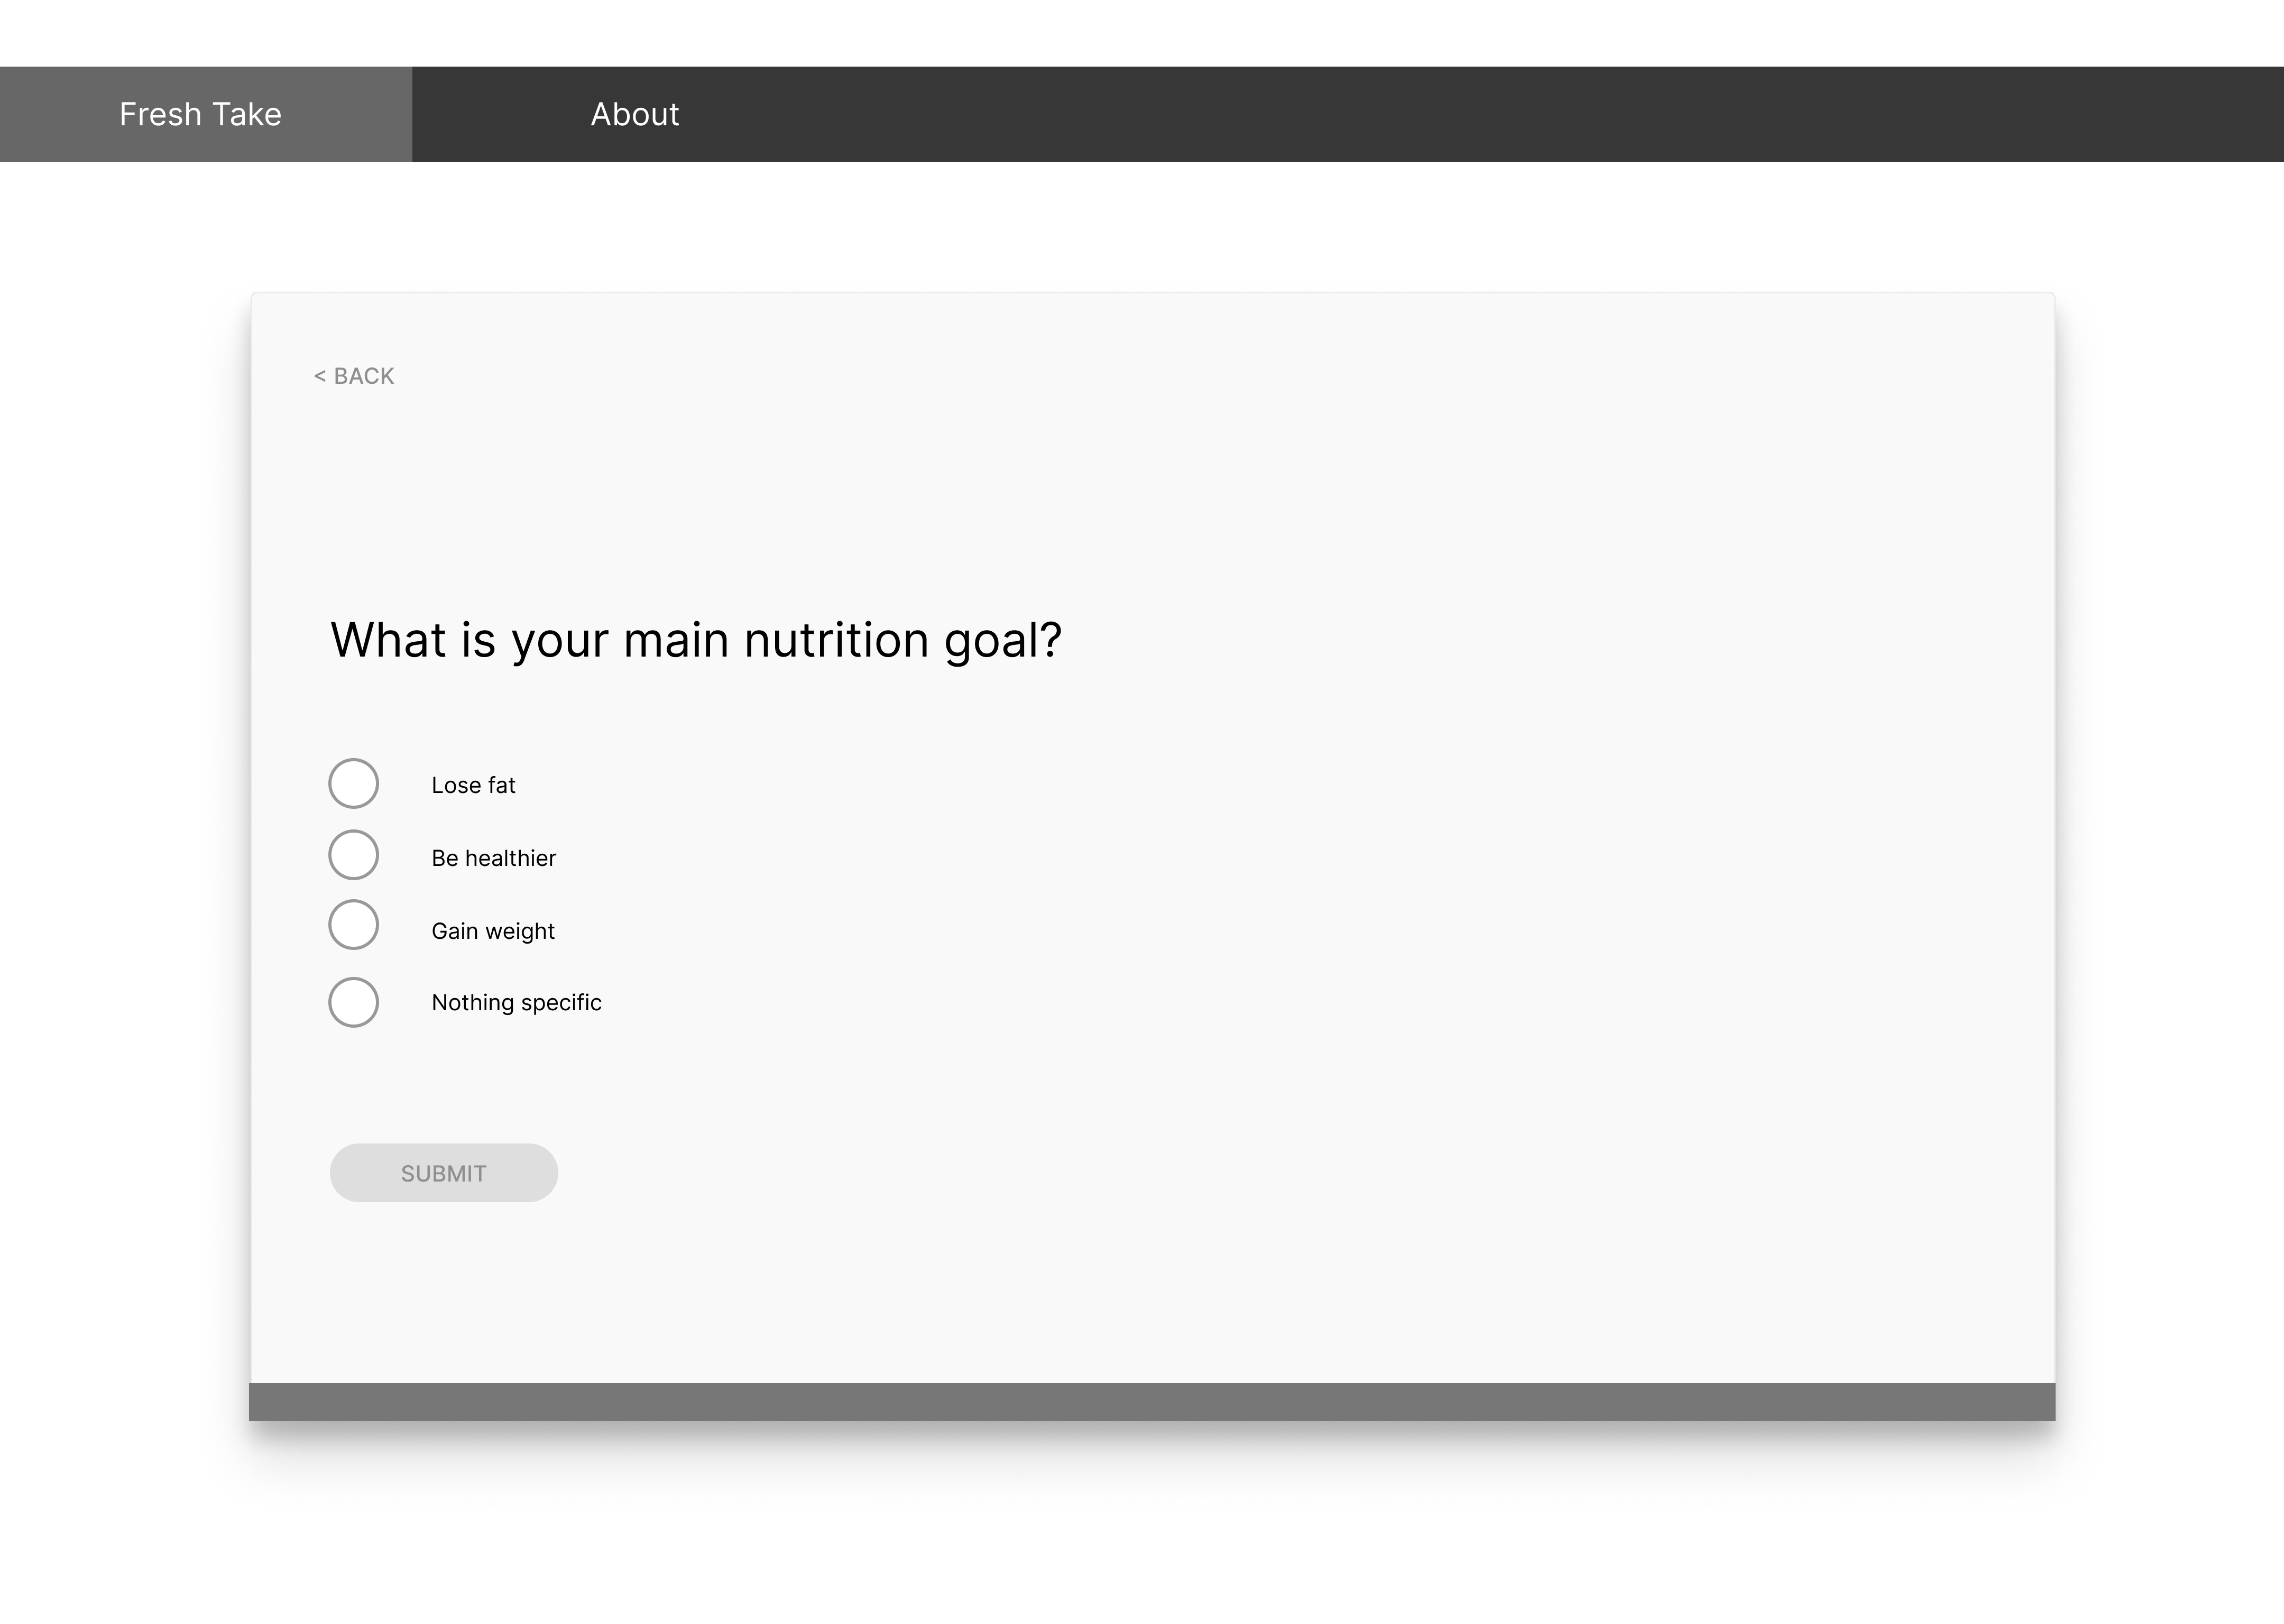 Fresh Take About
< BACK
What is your main nutrition goal?
Lose fat
Be healthier
Gain weight
Nothing specific
SUBMIT